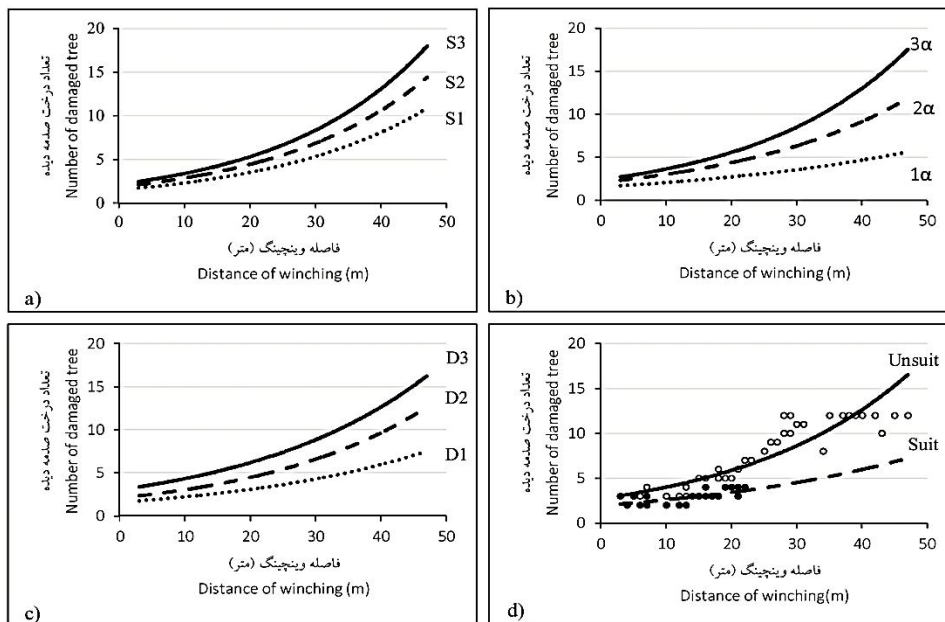 تعداد درخت صدمه دیده
Number of damaged tree
20
15
10
5
0
0 10 20 30 40 50
S3
S2
S1
فاصله وینچینگ (متر)
Distance of winching (m)
a)
تعداد درخت صدمه دیده
Number of damaged tree
20
15
10
5
0
0 10 20 30 40 50
3α
2α
1α
فاصله وینچینگ (متر)
Distance of winching (m)
b)
تعداد درخت صدمه دیده
Number of damaged tree
20
15
10
5
0
0 10 20 30 40 50
D3
D2
D1
فاصله وینچینگ (متر)
Distance of winching (m)
c)
تعداد درخت صدمه دیده
Number of damaged tree
20
15
10
5
0
0 10 20 30 40 50
Unsuit
Suit
فاصله وینچینگ (متر)
Distance of winching(m)
d)